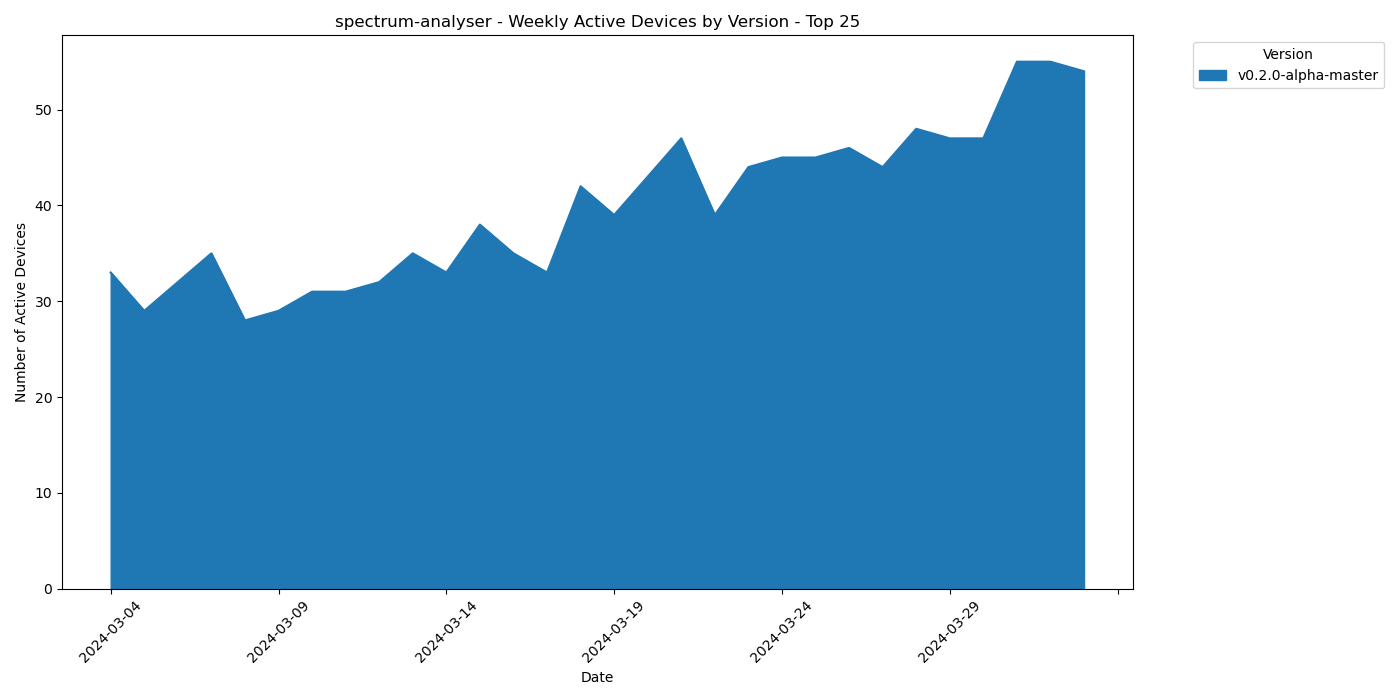 spectrum-analyser - Weekly Active Devices by Version - Top 25
Version
v0.2.0-alpha-master
Number of Active Devices
50
40
30
20
10
0
2024-03-04
2024-03-09
2024-03-14
2024-03-19
2024-03-24
2024-03-29
Date